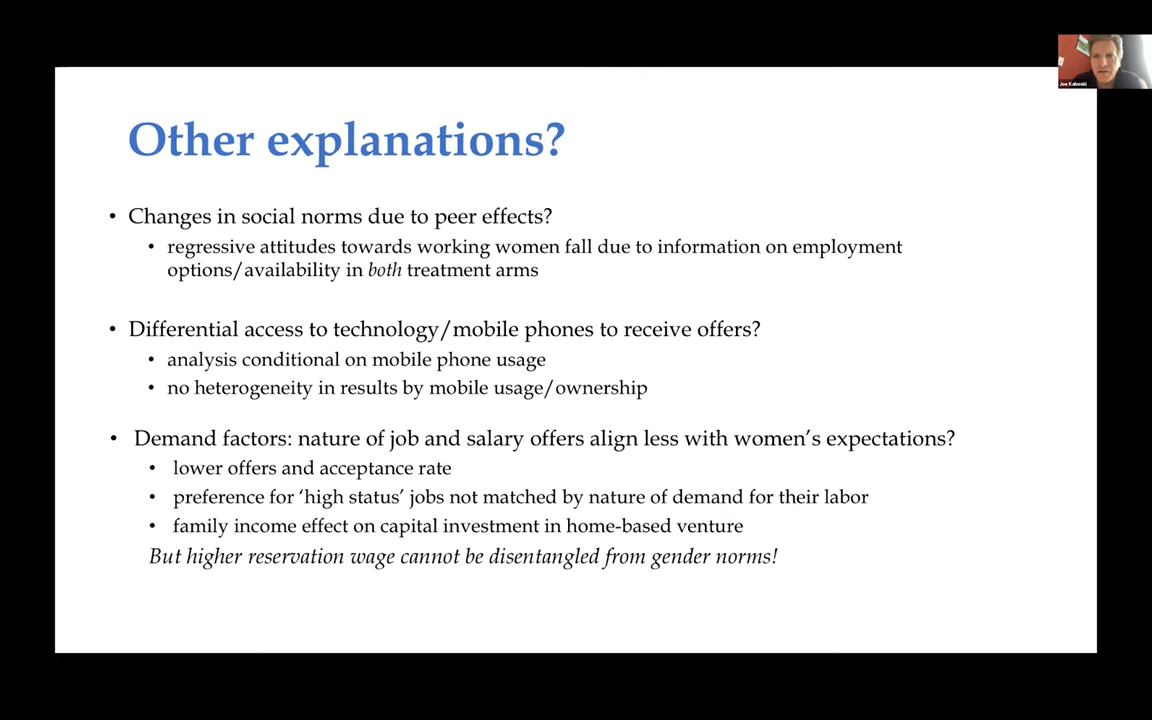 Joe Kaboski
Other explanations?
• Changes in social norms due to peer effects?
• regressive attitudes towards working women fall due to information on employment
options/availability in both treatment arms
• Differential access to technology/mobile phones to receive offers?
• analysis conditional on mobile phone usage
• no heterogeneity in results by mobile usage/ownership
• Demand factors: nature of job and salary offers align less with women’s expectations?
• lower offers and acceptance rate
• preference for ‘high status’ jobs not matched by nature of demand for their labor
• family income effect on capital investment in home-based venture
But higher reservation wage cannot be disentangled from gender norms!